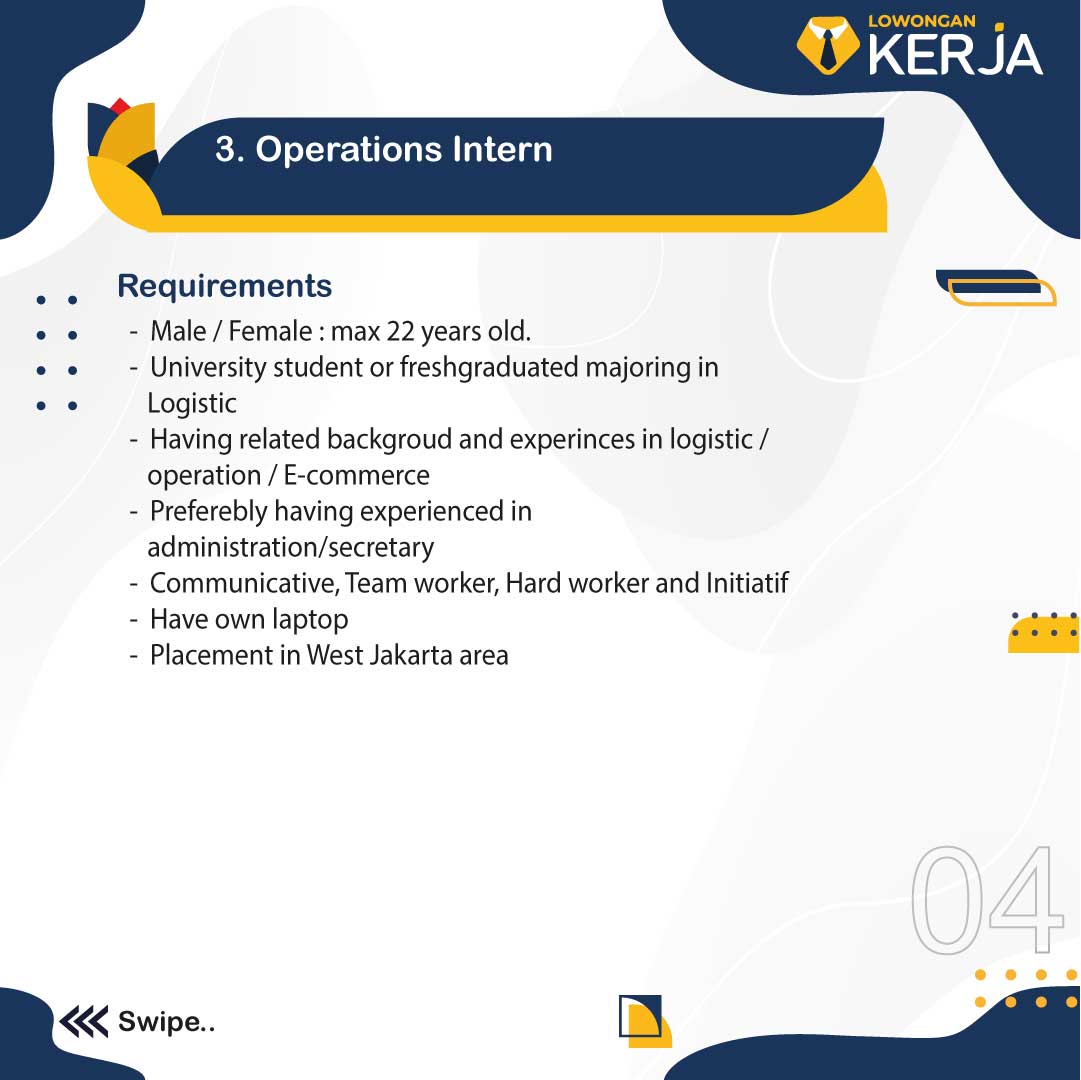 LOWONGAN
KERJA
3. Operations Intern
Requirements
- Male / Female : max 22 years old.
- University student or freshgraduated majoring in
Logistic
- Having related backgroud and experinces in logistic /
operation / E-commerce
- Preferebly having experienced in
administration/secretary
- Communicative, Team worker, Hard worker and Initiatif
- Have own laptop
- Placement in West Jakarta area
04
Swipe..